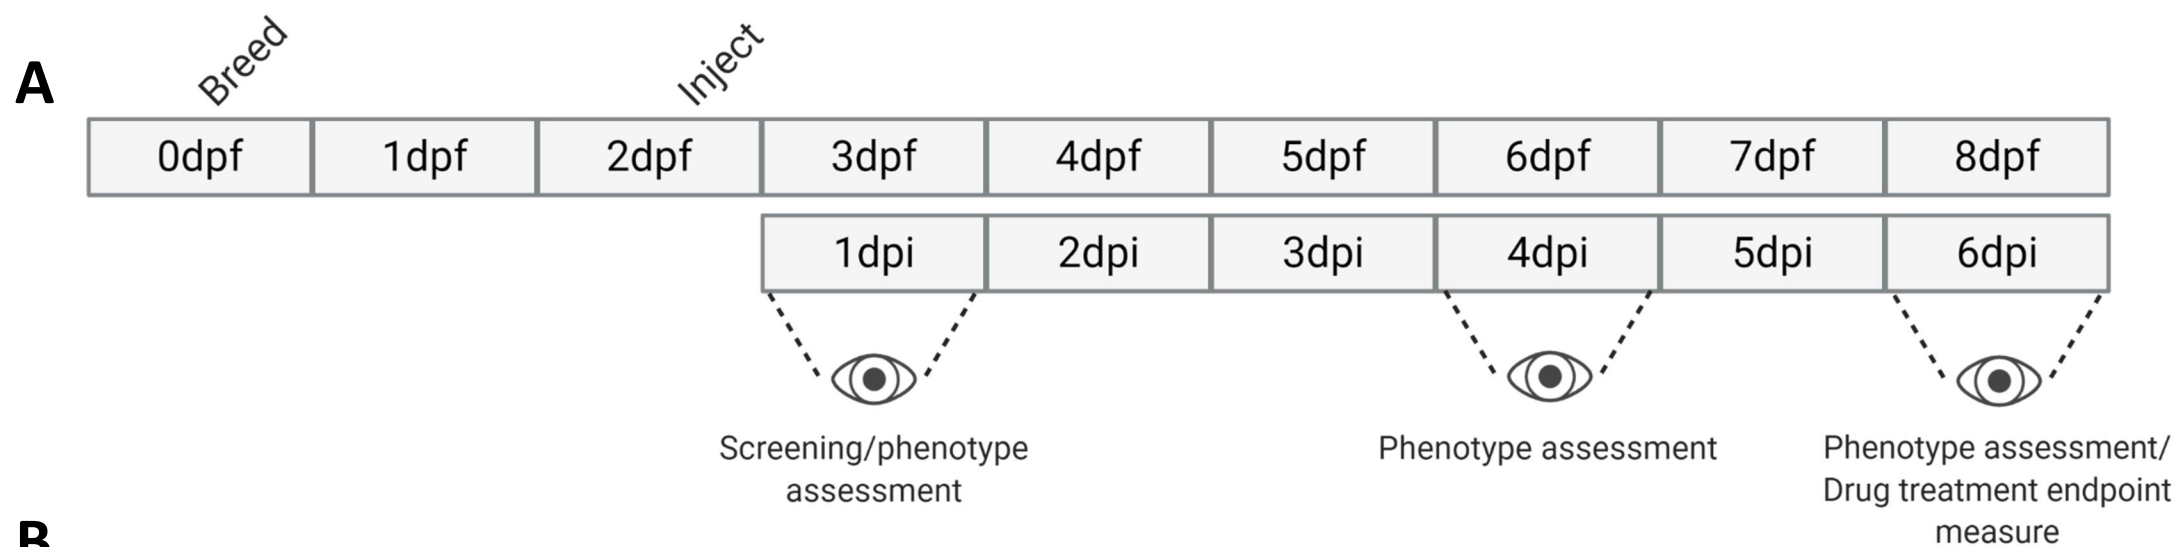 A
Breed
Inject
0dpf 1dpf 2dpf 3dpf 4dpf 5dpf 6dpf 7dpf 8dpf
1dpi 2dpi 3dpi 4dpi 5dpi 6dpi
Screening/phenotype
assessment
Phenotype assessment
Phenotype assessment/
Drug treatment endpoint
measure
B